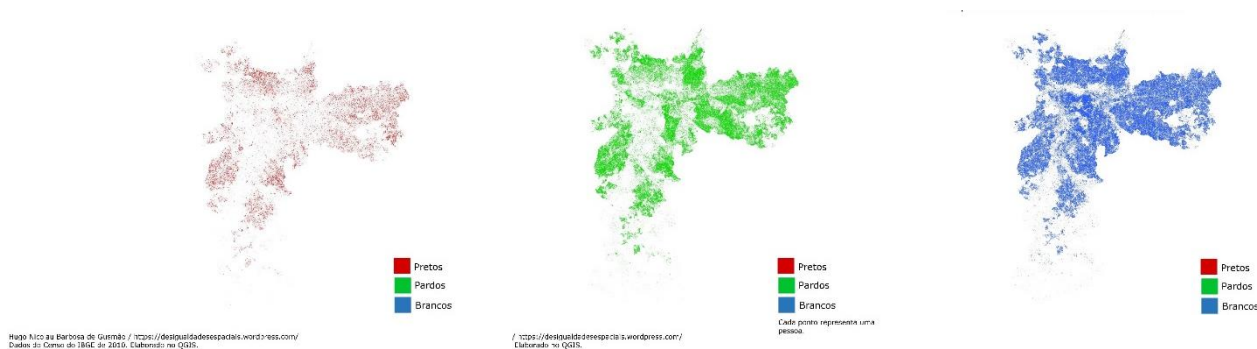 Pretos
Pardos
Brancos
Hugo Nicolau Barbosa de Gusmão / https://desigualdadesespaciais.wordpress.com/
Dados do Censo do IBGE de 2010. Elaborado no QGIS.
Pretos
Pardos
Brancos
Cada ponto representa uma
pessoa.
/ https://desigualdadesespaciais.wordpress.com/
Elaborado no QGIS.
Pretos
Pardos
Brancos